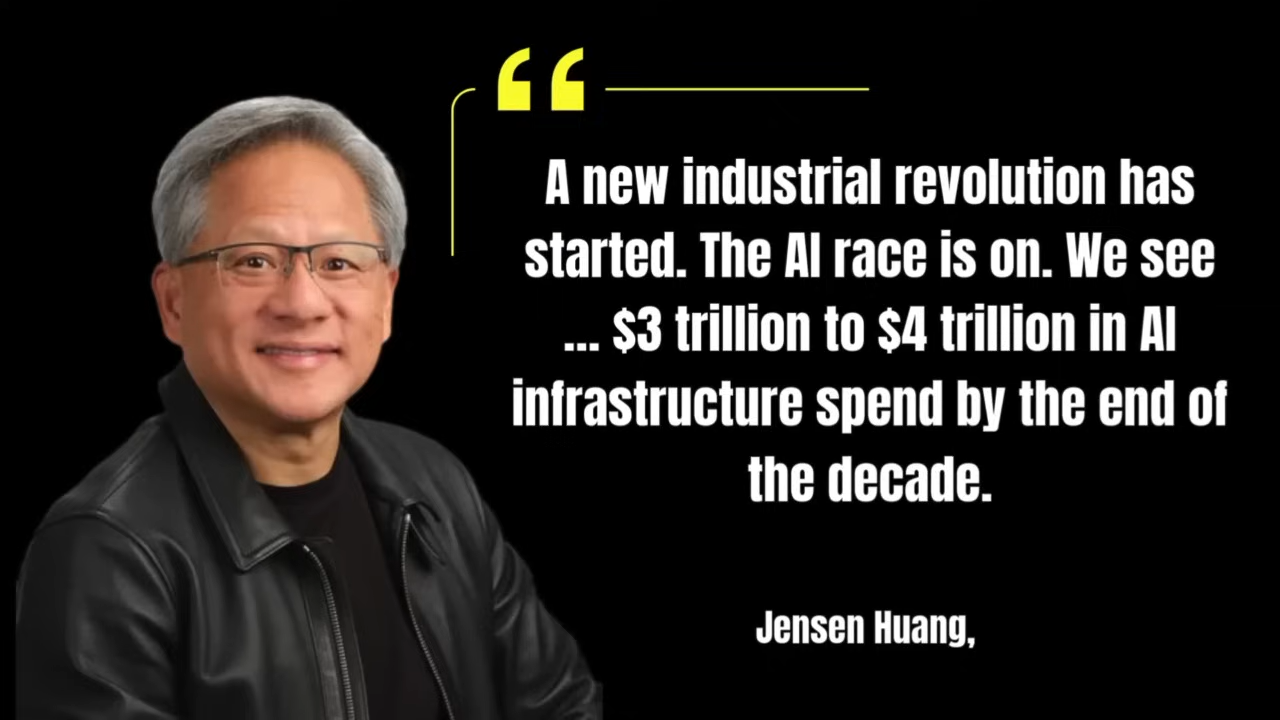 “
A new industrial revolution has
started. The AI race is on. We see
... $3 trillion to $4 trillion in AI
infrastructure spend by the end of
the decade.
Jensen Huang,